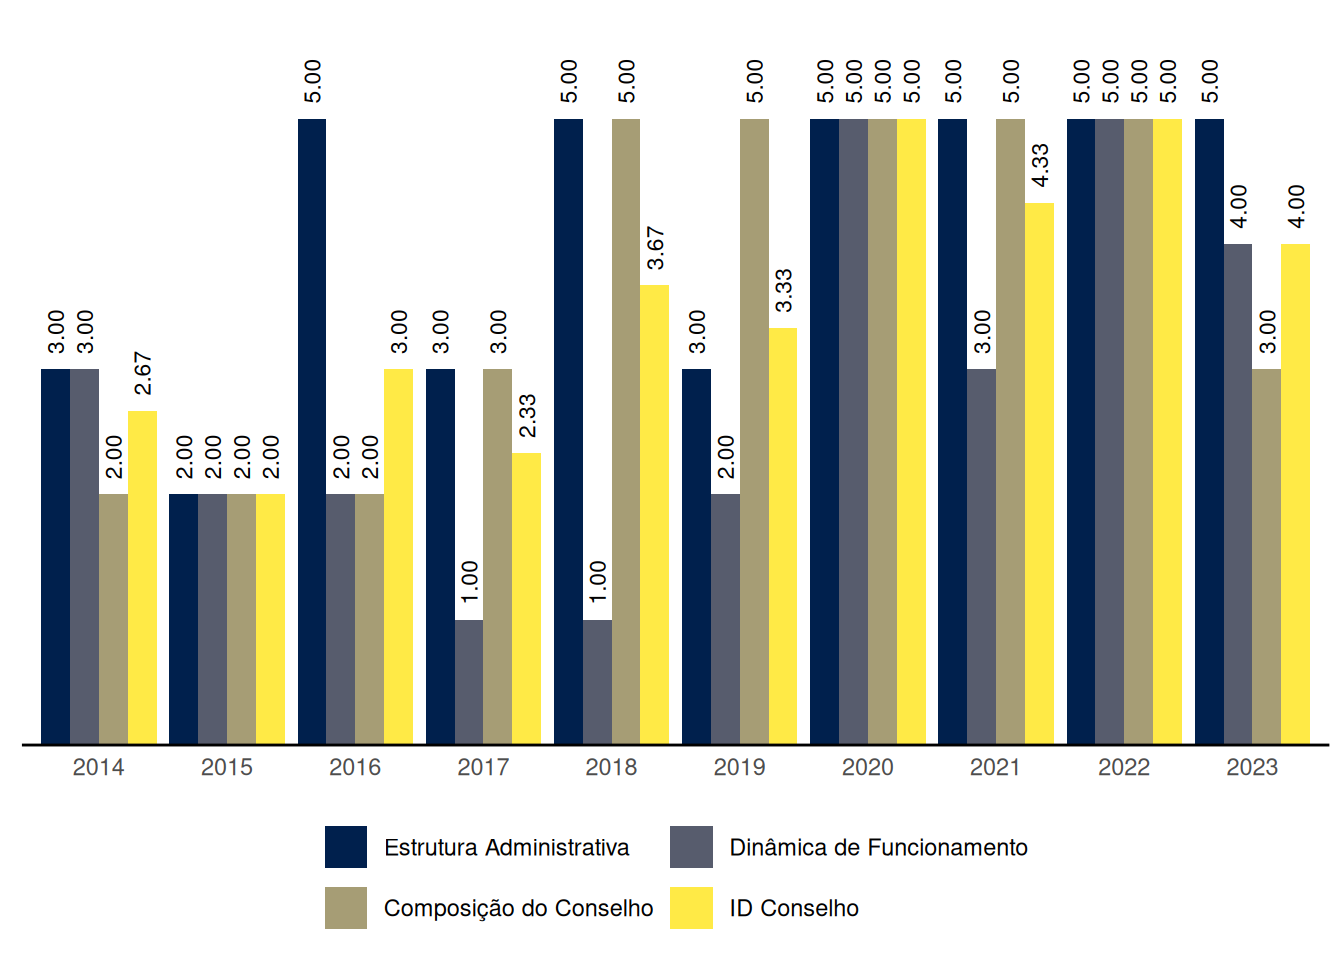 3.00 3.00 2.00 2.67
2.00 2.00 2.00 2.00
5.00 2.00 2.00 3.00
3.00 1.00 3.00 2.33
5.00 1.00 5.00 3.67
3.00 2.00 5.00 3.33
5.00 5.00 5.00 5.00
5.00 3.00 5.00 4.33
5.00 5.00 5.00 5.00
5.00 4.00 3.00 4.00
2014 2015 2016 2017 2018 2019 2020 2021 2022 2023
Estrutura Administrativa Dinâmica de Funcionamento
Composição do Conselho ID Conselho